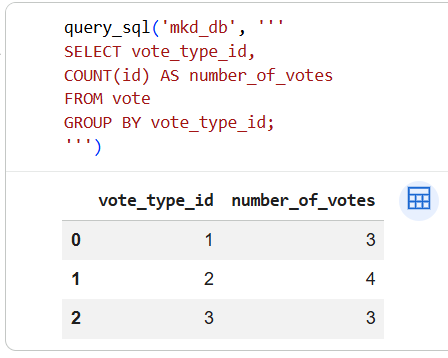 query_sql('mkd_db', '''
SELECT vote_type_id,
COUNT(id) AS number_of_votes
FROM vote
GROUP BY vote_type_id;
''')
vote_type_id number_of_votes
0 1 3
1 2 4
2 3 3